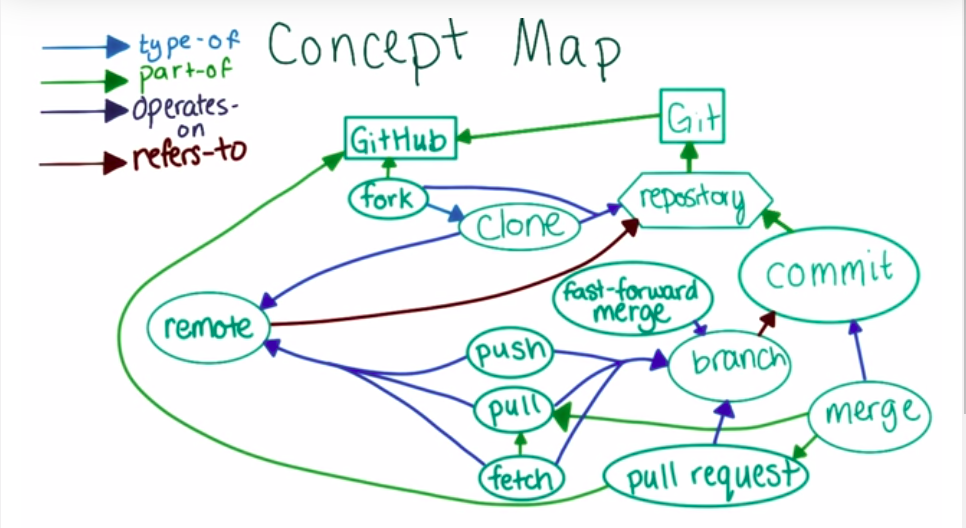 Concept Map
type-of
part-of
operates-
on
refers-to
GitHub
Git
fork
clone
repository
commit
fast-forward
merge
remote
push
branch
pull
merge
fetch
pull request